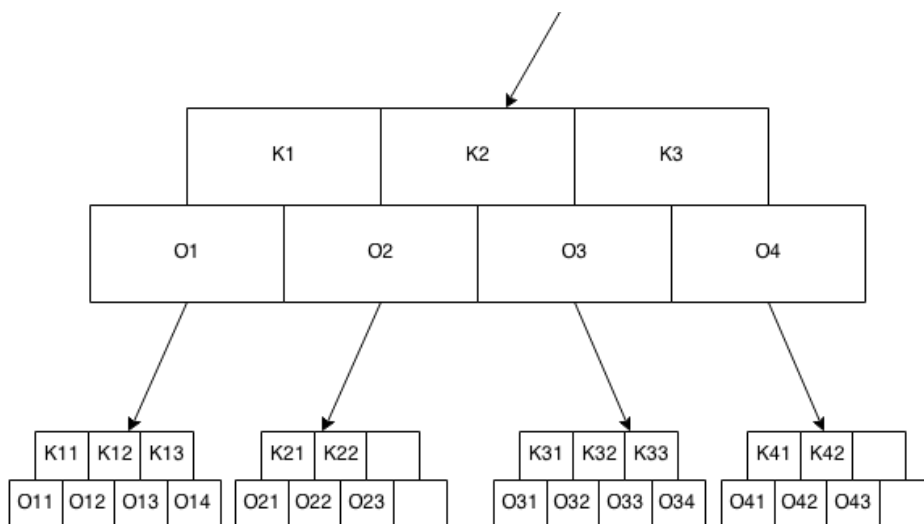 K1 K2 K3
O1 O2 O3 O4
K11 K12 K13 K21 K22 K31 K32 K33 K41 K42
O11 O12 O13 O14 O21 O22 O23 O31 O32 O33 O34 O41 O42 O43